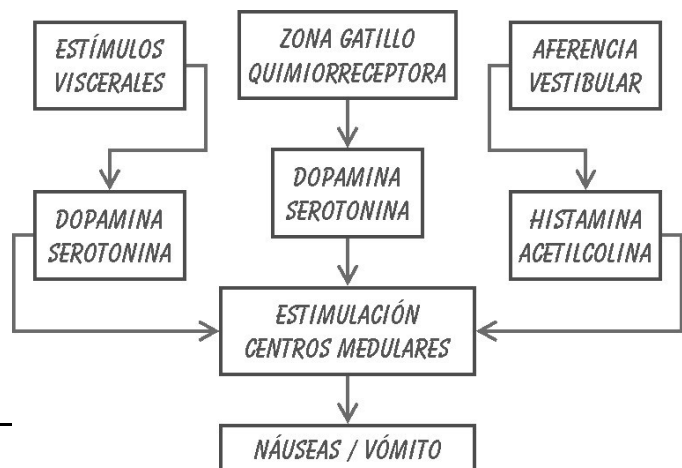 ESTÍMULOS
VISCERALES
ZONA GATILLO
QUIMIORRECEPTORA
AFERENCIA
VESTIBULAR
DOPAMINA
SEROTONINA
DOPAMINA
SEROTONINA
HISTAMINA
ACETILCOLINA
ESTIMULACIÓN
CENTROS MEDULARES
NÁUSEAS / VÓMITO